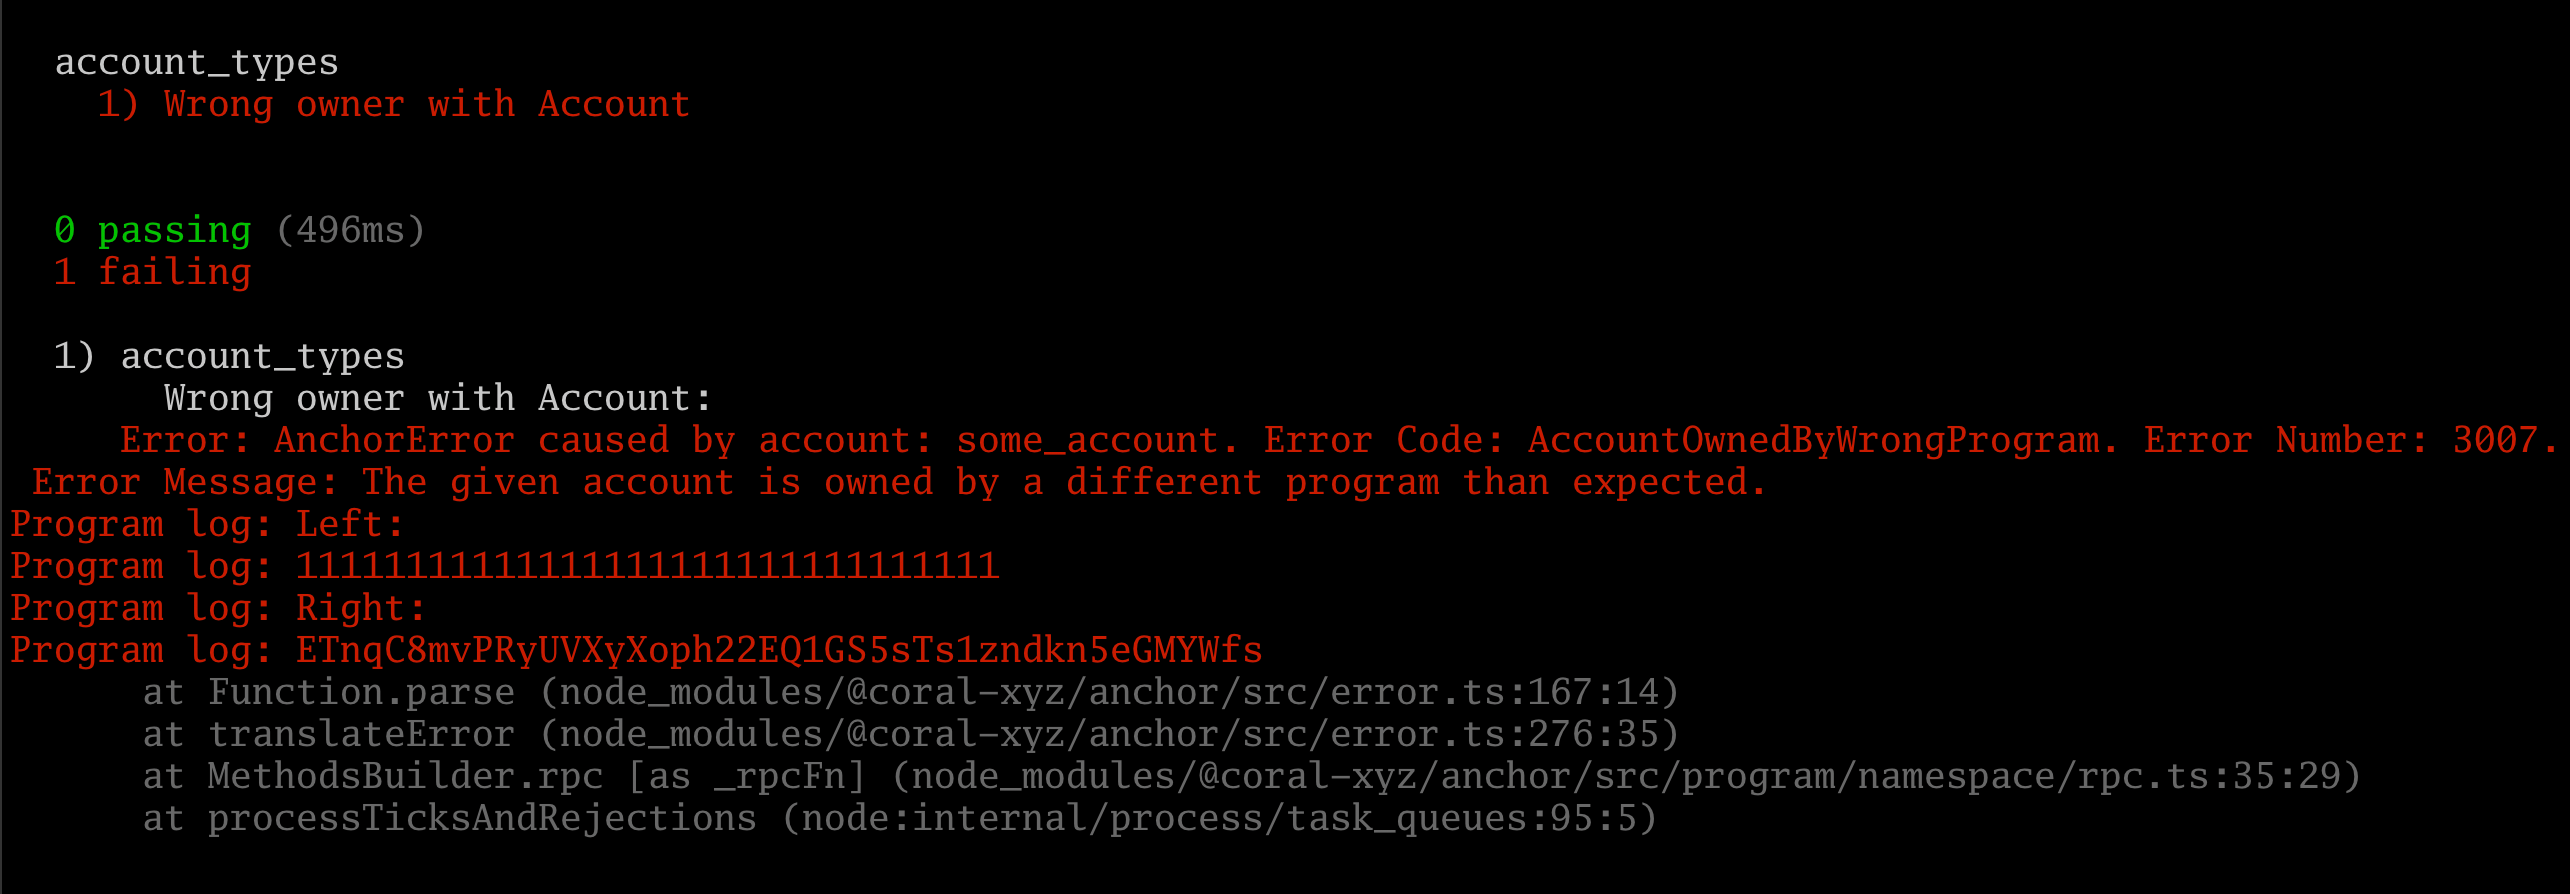 account_types
1) Wrong owner with Account
0 passing (496ms)
1 failing
1) account_types
Wrong owner with Account:
Error: AnchorError caused by account: some_account. Error Code: AccountOwnedByWrongProgram. Error Number: 3007.
Error Message: The given account is owned by a different program than expected.
Program log: Left:
Program log: 11111111111111111111111111111111
Program log: Right:
Program log: ETnqC8mvPRyUVXyXoph22EQ1GS5sTs1zndkn5eGMYWfs
at Function.parse (node_modules/@coral-xyz/anchor/src/error.ts:167:14)
at translateError (node_modules/@coral-xyz/anchor/src/error.ts:276:35)
at MethodsBuilder.rpc [as _rpcFn] (node_modules/@coral-xyz/anchor/src/program/namespace/rpc.ts:35:29)
at processTicksAndRejections (node:internal/process/task_queues:95:5)